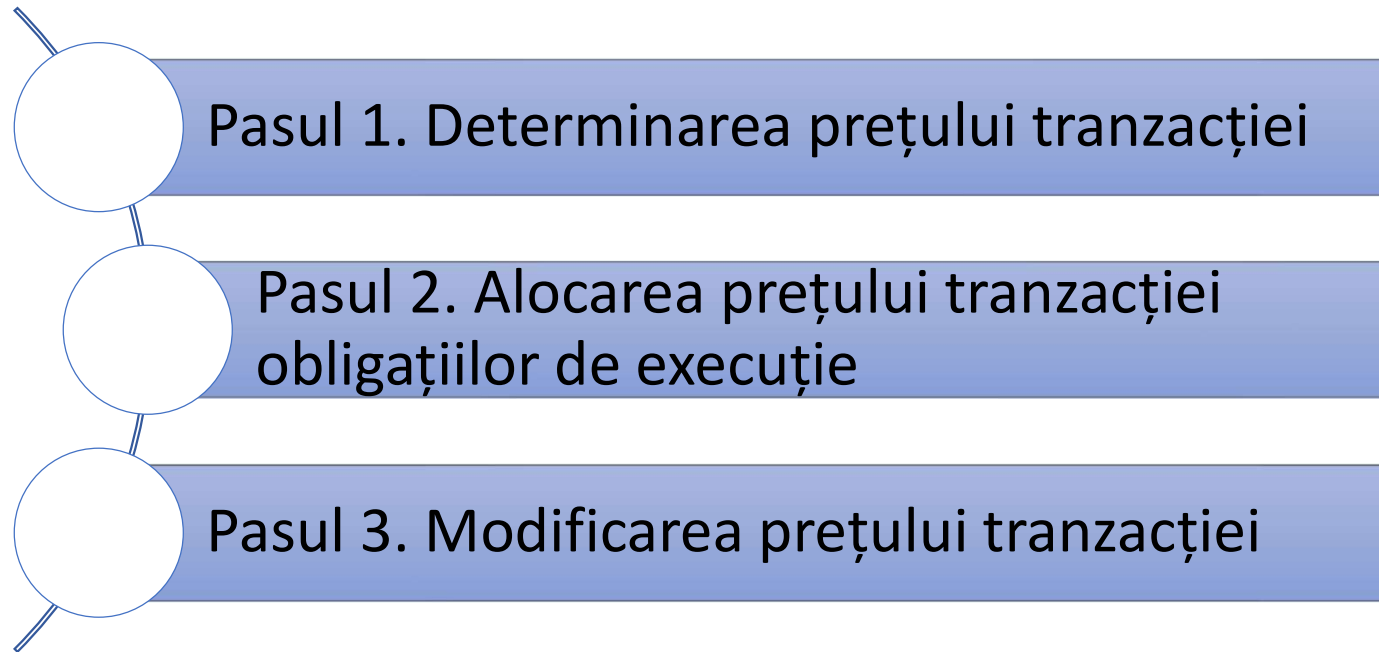 Pasul 1. Determinarea prețului tranzacției
Pasul 2. Alocarea prețului tranzacției
obligațiilor de execuție
Pasul 3. Modificarea prețului tranzacției